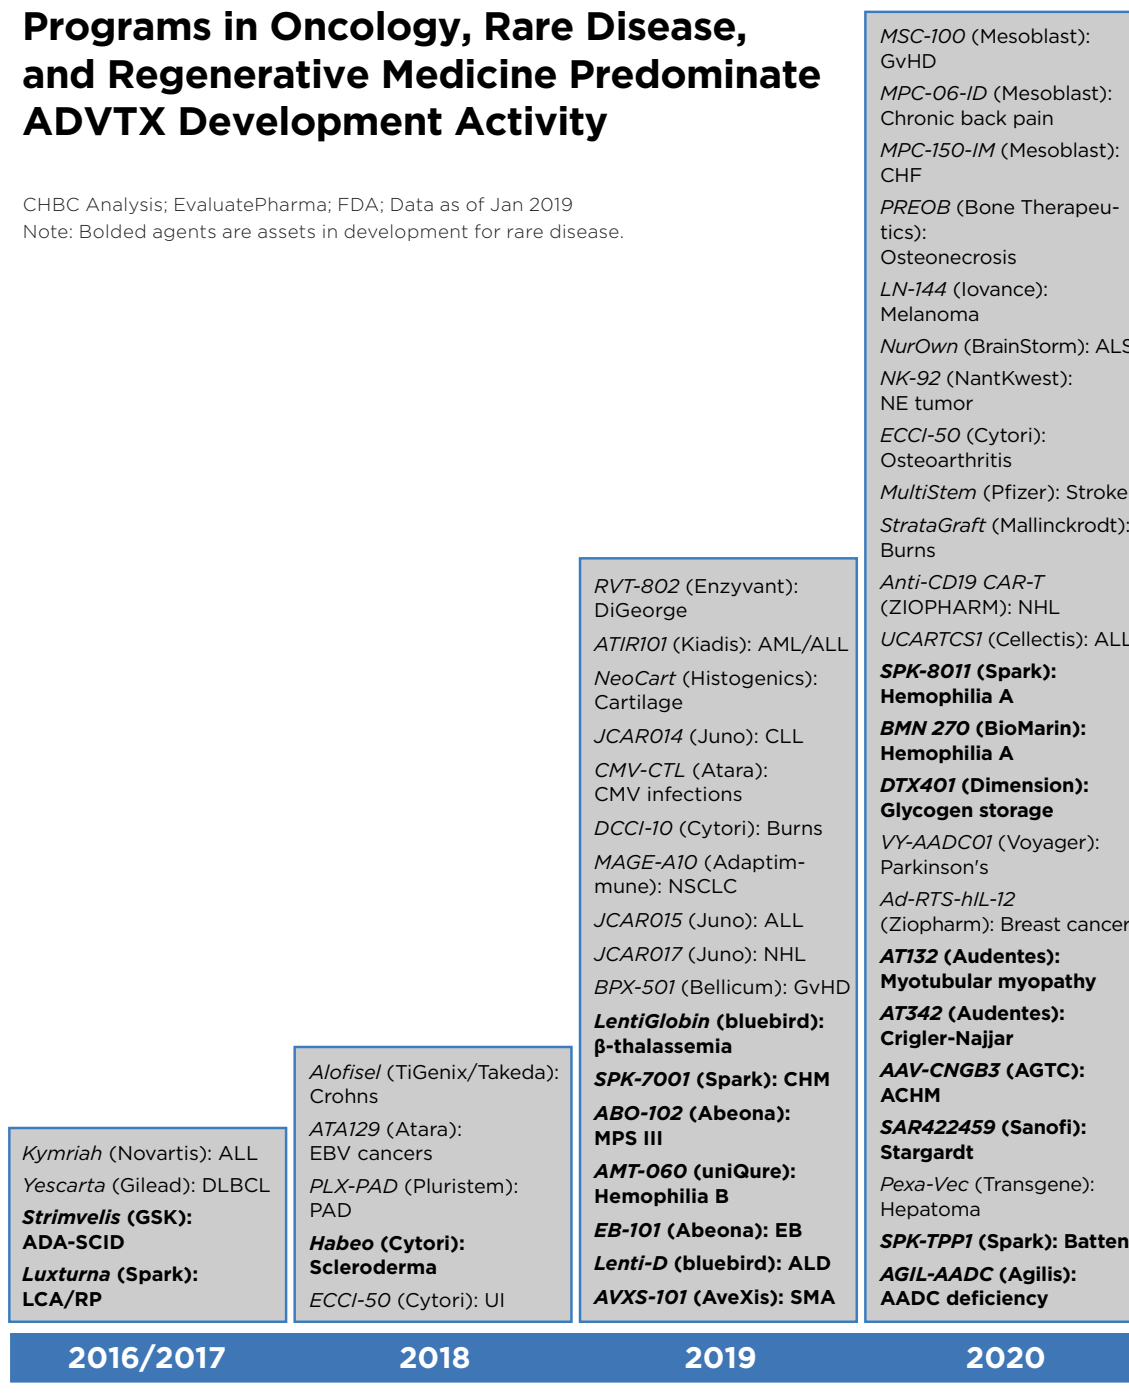 Programs in Oncology, Rare Disease,
and Regenerative Medicine Predominate
ADVTX Development Activity
CHBC Analysis; EvaluatePharma; FDA; Data as of Jan 2019
Note: Bolded agents are assets in development for rare disease.
Kymriah (Novartis): ALL
Yescarta (Gilead): DLBCL
Strimvelis (GSK):
ADA-SCID
Luxturna (Spark):
LCA/RP
2016/2017
Alofisel (TiGenix/Takeda):
Crohns
ATA129 (Atara):
EBV cancers
PLX-PAD (Pluristem):
PAD
Habeo (Cytori):
Scleroderma
ECCI-50 (Cytori): UI
2018
RVT-802 (Enzyvant):
DiGeorge
ATIR101 (Kiadis): AML/ALL
NeoCart (Histogenics):
Cartilage
JCAR014 (Juno): CLL
CMV-CTL (Atara):
CMV infections
DCCI-10 (Cytori): Burns
MAGE-A10 (Adaptim-
mune): NSCLC
JCAR015 (Juno): ALL
JCAR017 (Juno): NHL
BPX-501 (Bellicum): GvHD
LentiGlobin (bluebird):
β-thalassemia
SPK-7001 (Spark): CHM
ABO-102 (Abeona):
MPS III
AMT-060 (uniQure):
Hemophilia B
EB-101 (Abeona): EB
Lenti-D (bluebird): ALD
AVXS-101 (AveXis): SMA
2019
MSC-100 (Mesoblast):
GvHD
MPC-06-ID (Mesoblast):
Chronic back pain
MPC-150-IM (Mesoblast):
CHF
PREOB (Bone Therapeu-
tics):
Osteonecrosis
LN-144 (Iovance):
Melanoma
NurOwn (BrainStorm): ALS
NK-92 (NantKwest):
NE tumor
ECCI-50 (Cytori):
Osteoarthritis
MultiStem (Pfizer): Stroke
StrataGraft (Mallinckrodt):
Burns
Anti-CD19 CAR-T
(ZIOPHARM): NHL
UCARTCS1 (Cellectis): ALL
SPK-8011 (Spark):
Hemophilia A
BMN 270 (BioMarin):
Hemophilia A
DTX401 (Dimension):
Glycogen storage
VY-AADC01 (Voyager):
Parkinson's
Ad-RTS-hIL-12
(Ziopharm): Breast cancer
AT132 (Audentes):
Myotubular myopathy
AT342 (Audentes):
Crigler-Najjar
AAV-CNGB3 (AGTC):
ACHM
SAR422459 (Sanofi):
Stargardt
Pexa-Vec (Transgene):
Hepatoma
SPK-TPP1 (Spark): Batten
AGIL-AADC (Agilis):
AADC deficiency
2020